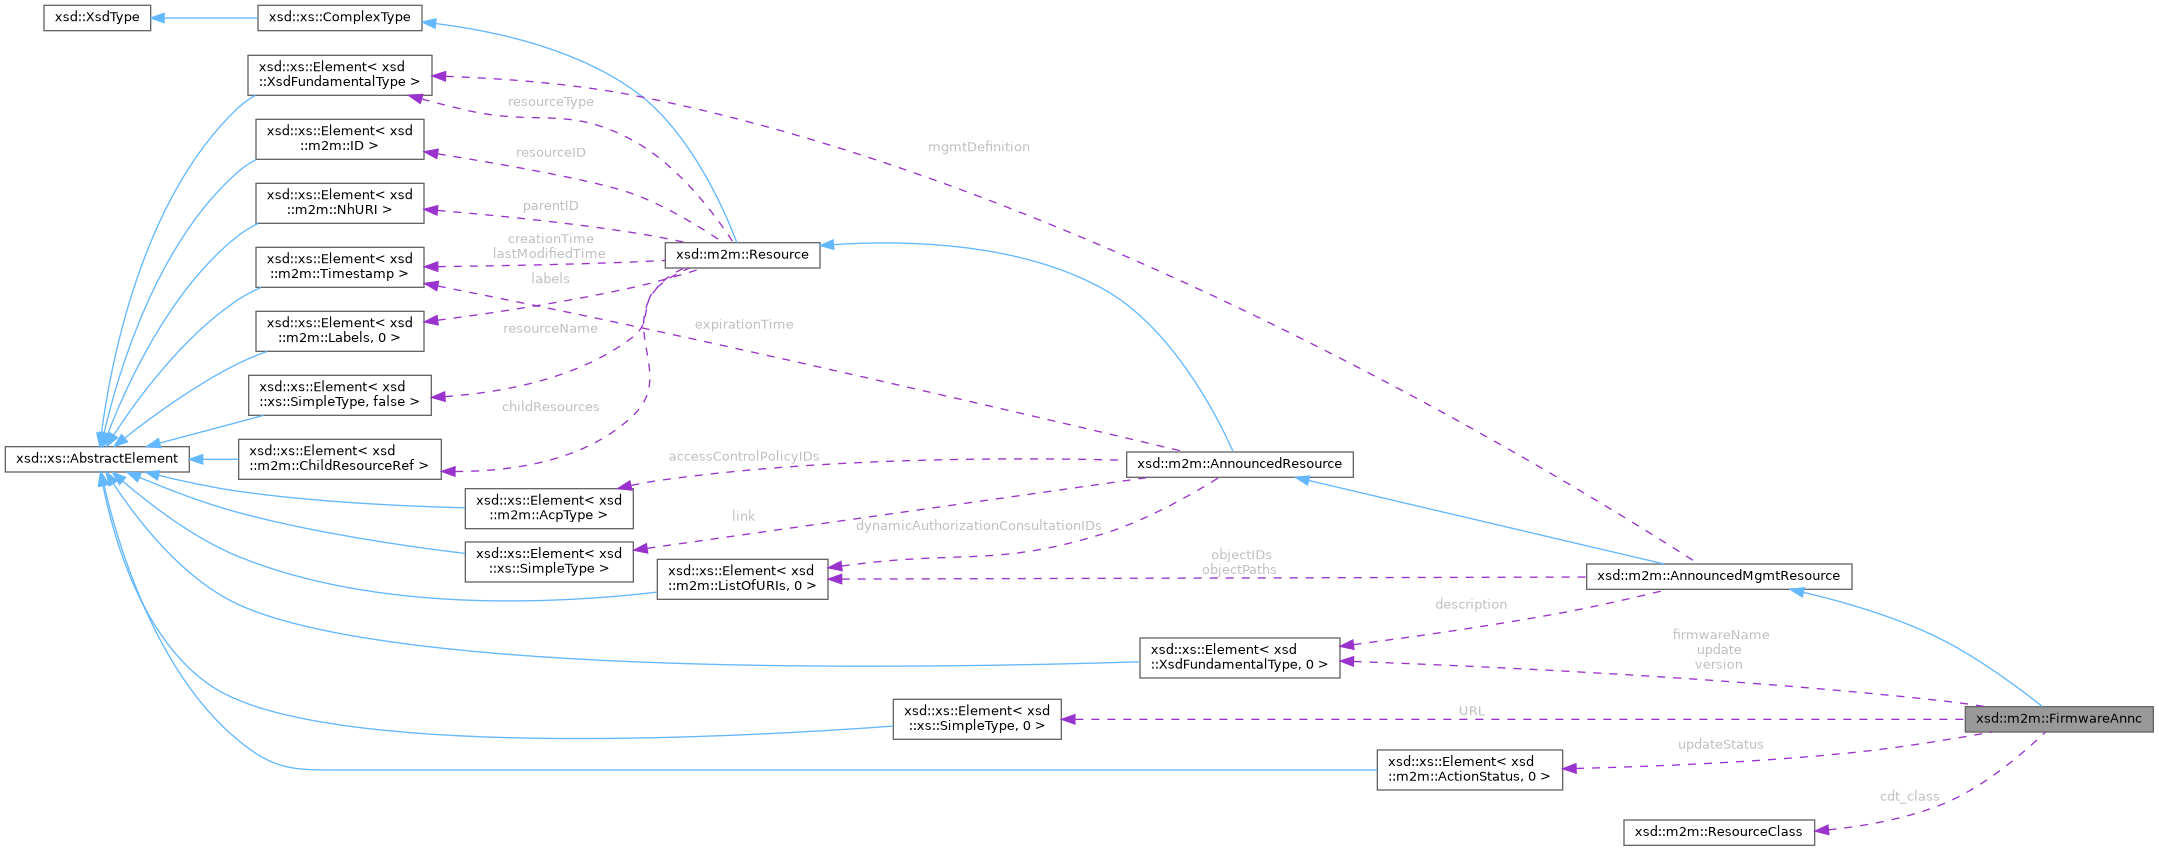 xsd::XsdType
xsd::xs::ComplexType
xsd::xs::Element< xsd
::XsdFundamentalType >
resourceType
xsd::xs::Element< xsd
::m2m::ID >
resourceID
mgmtDefinition
xsd::xs::Element< xsd
::m2m::NhURI >
parentID
creationTime
lastModifiedTime
xsd::xs::Element< xsd
::m2m::Timestamp >
xsd::m2m::Resource
labels
xsd::xs::Element< xsd
::m2m::Labels, 0 >
resourceName
expirationTime
xsd::xs::Element< xsd
::xs::SimpleType, false >
childResources
xsd::xs::AbstractElement
xsd::xs::Element< xsd
::m2m::ChildResourceRef >
accessControlPolicyIDs
xsd::m2m::AnnouncedResource
xsd::xs::Element< xsd
::m2m::AcpType >
link
dynamicAuthorizationConsultationIDs
xsd::xs::Element< xsd
::xs::SimpleType >
objectIDs
objectPaths
xsd::xs::Element< xsd
::m2m::ListOfURIs, 0 >
xsd::m2m::AnnouncedMgmtResource
description
xsd::xs::Element< xsd
::XsdFundamentalType, 0 >
firmwareName
update
version
xsd::xs::Element< xsd
::xs::SimpleType, 0 >
URL
xsd::m2m::FirmwareAnnc
updateStatus
xsd::xs::Element< xsd
::m2m::ActionStatus, 0 >
cdt_class
xsd::m2m::ResourceClass